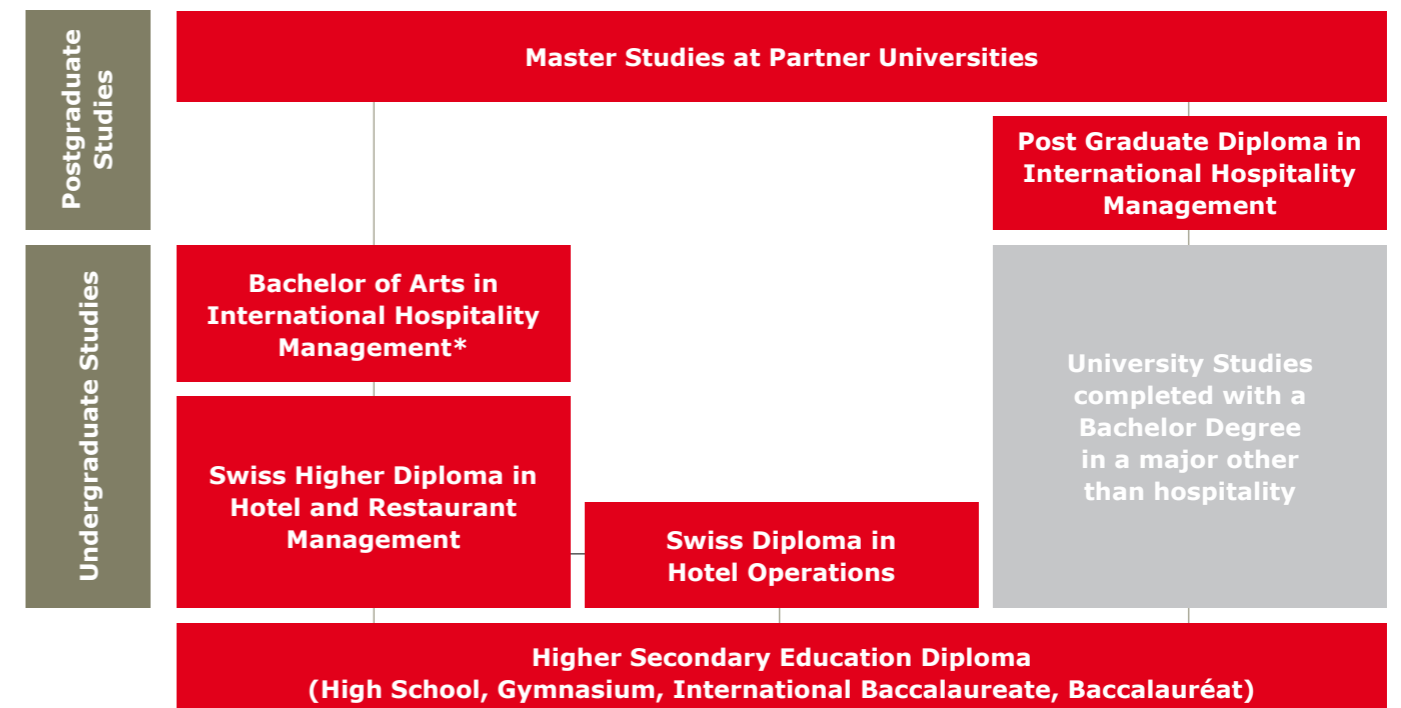 Postgraduate
Studies
Master Studies at Partner Universities
Post Graduate Diploma in
International Hospitality
Management
Undergraduate Studies
Bachelor of Arts in
International Hospitality
Management*
Swiss Higher Diploma in
Hotel and Restaurant
Management
Swiss Diploma in
Hotel Operations
University Studies
completed with a
Bachelor Degree
in a major other
than hospitality
Higher Secondary Education Diploma
(High School, Gymnasium, International Baccalaureate, Baccalauréat)